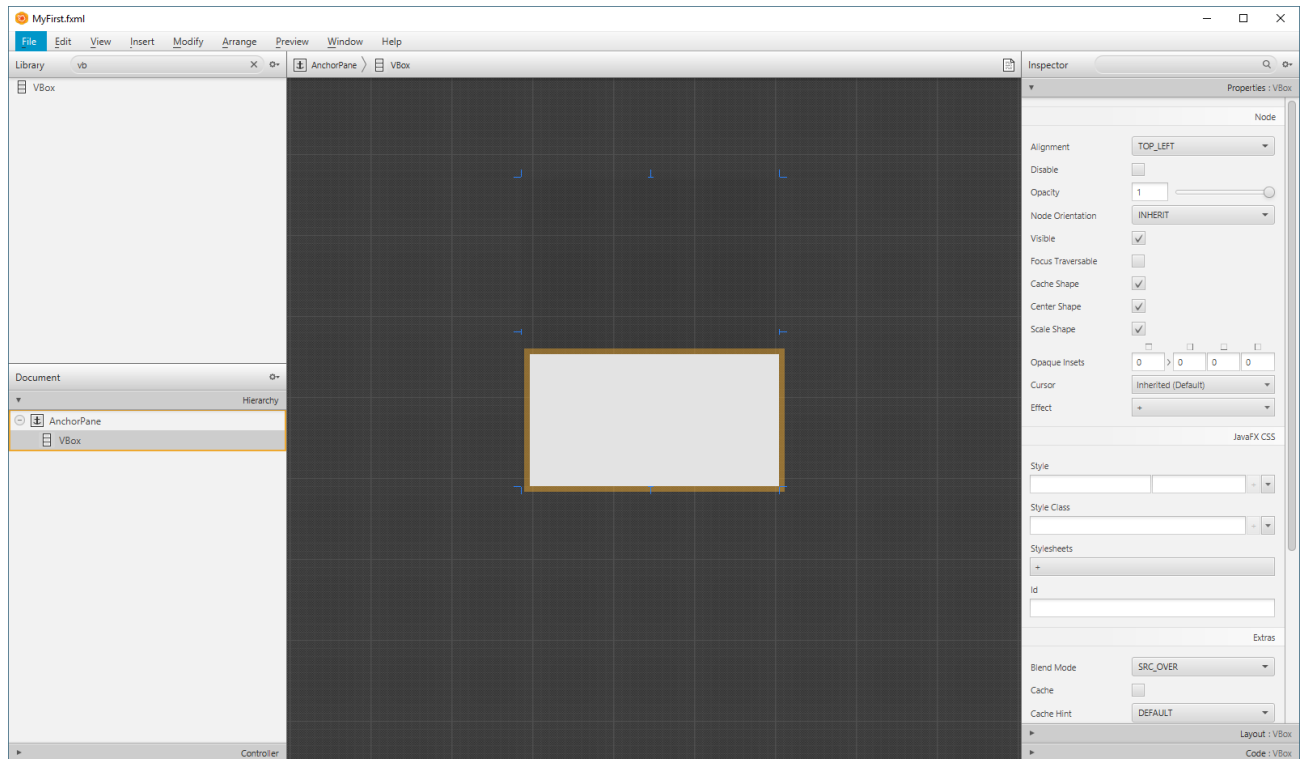 MyFirst.fxml
File Edit View Insert Modify Arrange Preview Window Help
Library vb
AnchorPane VBox
Inspector
VBox
Properties : VBox
Node
Alignment TOP_LEFT
Disable
Opacity 1
Node Orientation INHERIT
Visible
Focus Traversable
Cache Shape
Center Shape
Scale Shape
Opaque Insets 0 > 0 0 0
Cursor Inherited (Default)
Effect +
JavaFX CSS
Style
Style Class
Stylesheets
+
Id
Extras
Blend Mode SRC_OVER
Cache
Cache Hint DEFAULT
Layout : VBox
Code : VBox
Document
Hierarchy
AnchorPane
VBox
Controller